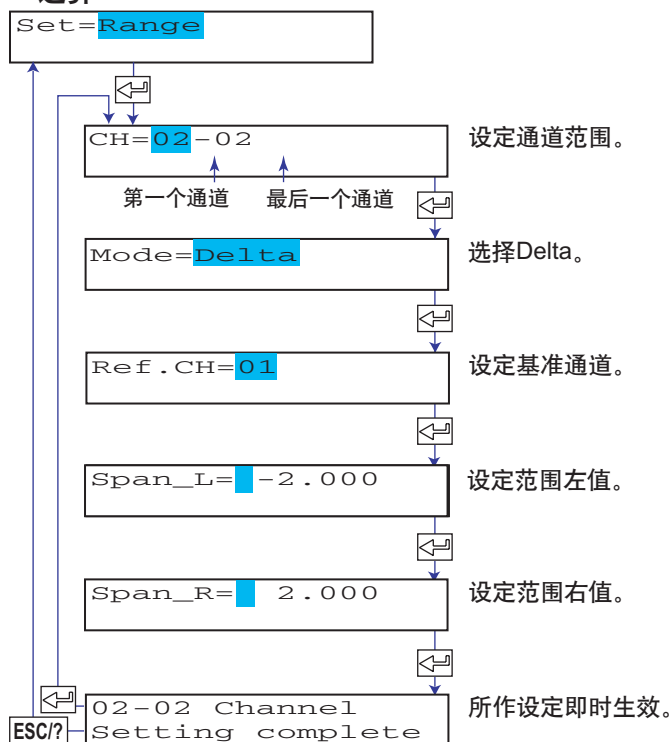 Set=Range
CH=02-02
设定通道范围。
第一个通道 最后一个通道
Mode=Delta
选择Delta。
Ref.CH=01
设定基准通道。
Span_L= -2.000
设定范围左值。
Span_R= 2.000
设定范围右值。
02-02 Channel
所作设定即时生效。
ESC/?
Setting complete